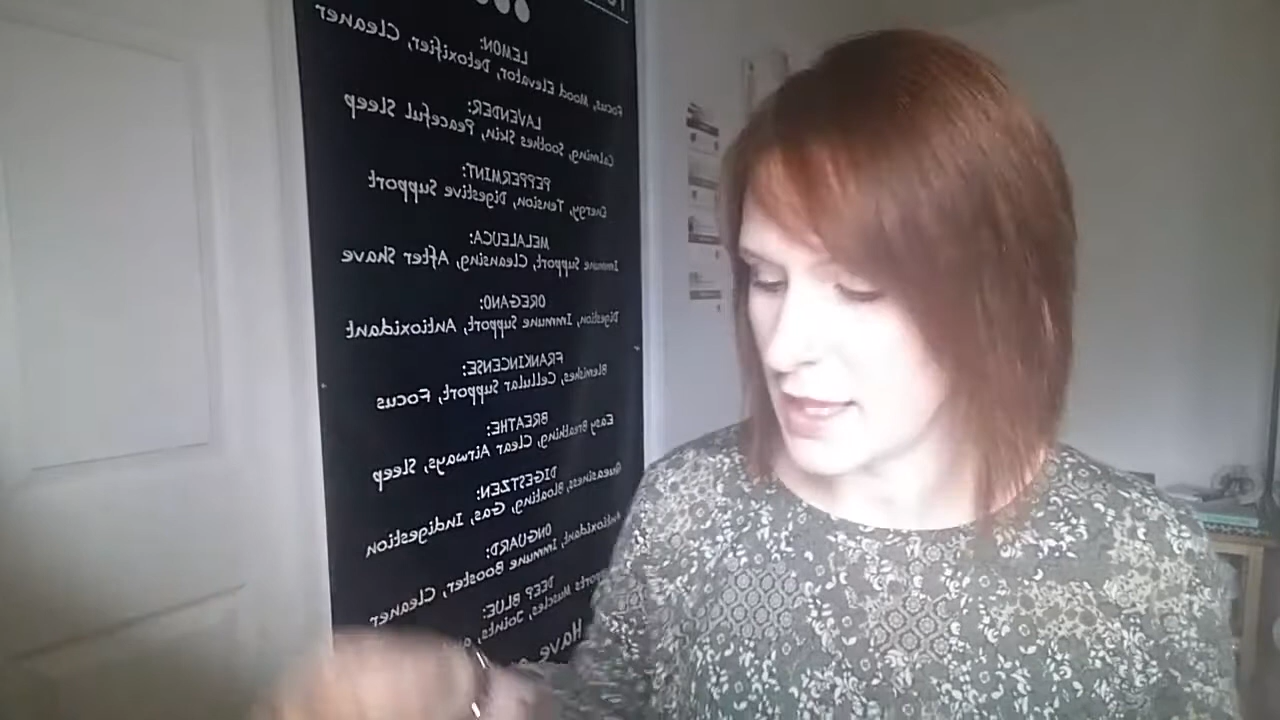 LEMON:
Focus, Mood Elevator, Detoxifier, Cleaner
LAVENDER:
Calming, Soothes Skin, Peaceful Sleep
PEPPERMINT:
Energy, Tension, Digestive Support
MELALEUCA:
Immune Support, Cleansing, After Shave
OREGANO:
Digestion, Immune Support, Antioxidant
FRANKINCENSE:
Blemishes, Cellular Support, Focus
BREATHE:
Easy Breathing, Clear Airways, Sleep
DIGESTZEN:
Queasiness, Bloating, Gas, Indigestion
ONGUARD:
Antioxidant, Immune Booster, Cleaner
DEEP BLUE:
Muscles, Joints,
Have